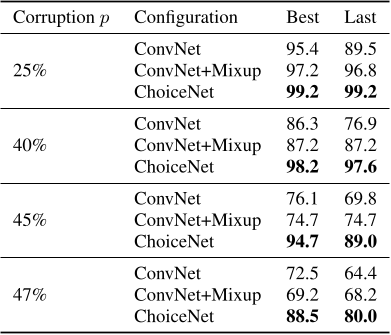 Corruption p Configuration Best Last
ConvNet 95.4 89.5
25% ConvNet+Mixup 97.2 96.8
ChoiceNet 99.2 99.2
ConvNet 86.3 76.9
40% ConvNet+Mixup 87.2 87.2
ChoiceNet 98.2 97.6
ConvNet 76.1 69.8
45% ConvNet+Mixup 74.7 74.7
ChoiceNet 94.7 89.0
ConvNet 72.5 64.4
47% ConvNet+Mixup 69.2 68.2
ChoiceNet 88.5 80.0